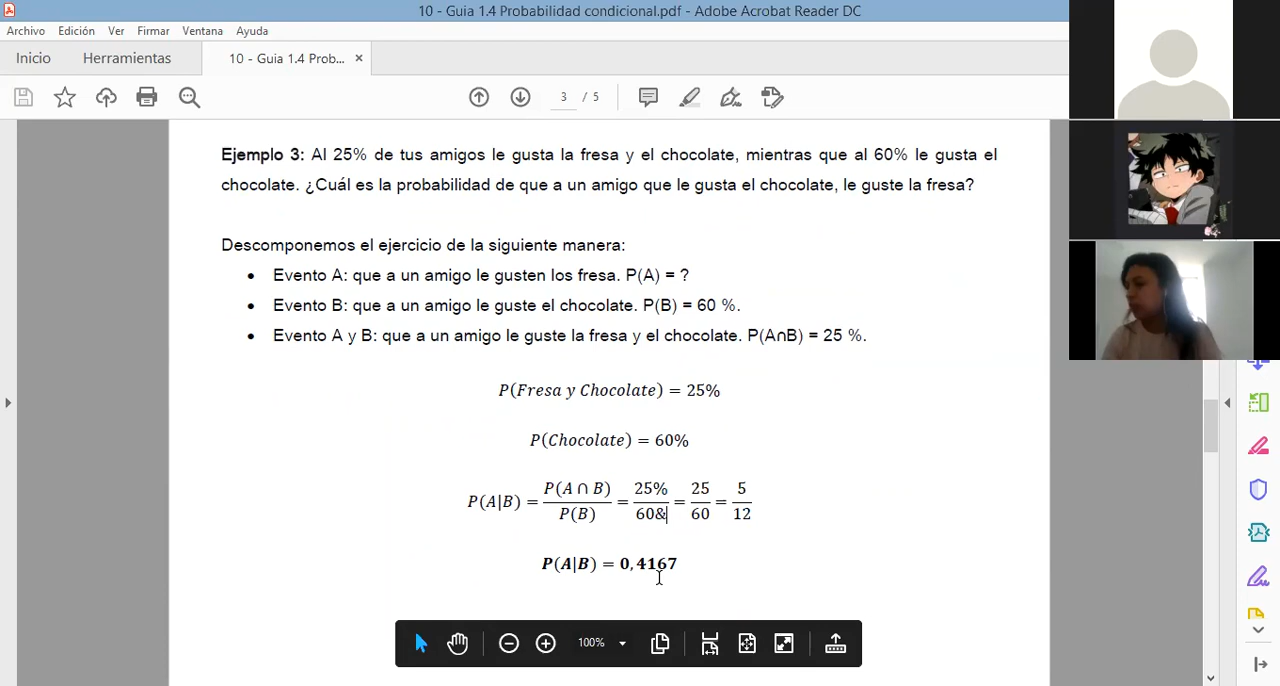 10 - Guia 1.4 Probabilidad condicional.pdf - Adobe Acrobat Reader DC
Archivo Edición Ver Firmar Ventana Ayuda
Inicio Herramientas 10 - Guia 1.4 Prob... ×
3 / 5
Ejemplo 3: Al 25% de tus amigos le gusta la fresa y el chocolate, mientras que al 60% le gusta el
chocolate. ¿Cuál es la probabilidad de que a un amigo que le gusta el chocolate, le guste la fresa?
Descomponemos el ejercicio de la siguiente manera:
• Evento A: que a un amigo le gusten los fresa. P(A) = ?
• Evento B: que a un amigo le guste el chocolate. P(B) = 60 %.
• Evento A y B: que a un amigo le guste la fresa y el chocolate. P(A∩B) = 25 %.
P(Fresa y Chocolate) = 25%
P(Chocolate) = 60%
P(A|B) = P(A ∩ B) / P(B) = 25% / 60& = 25 / 60 = 5 / 12
P(A|B) = 0,4167
100%